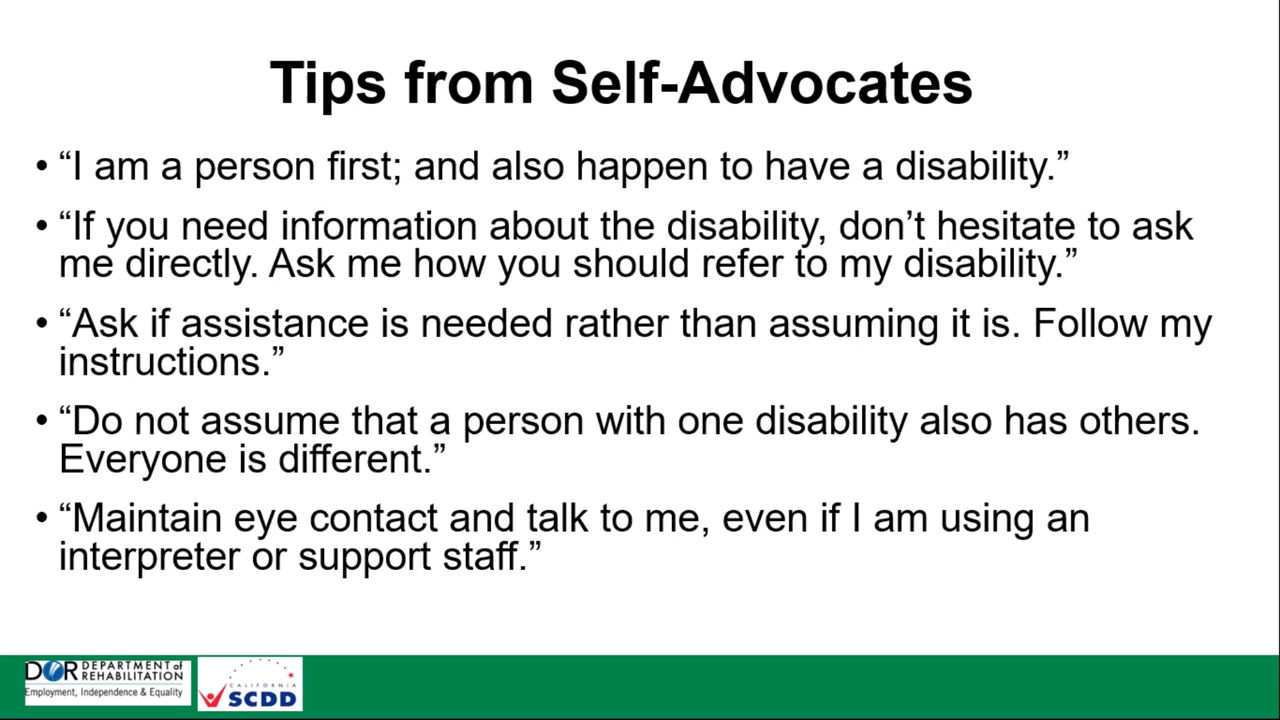 Tips from Self-Advocates
• “I am a person first; and also happen to have a disability.”
• “If you need information about the disability, don’t hesitate to ask
me directly. Ask me how you should refer to my disability.”
• “Ask if assistance is needed rather than assuming it is. Follow my
instructions.”
• “Do not assume that a person with one disability also has others.
Everyone is different.”
• “Maintain eye contact and talk to me, even if I am using an
interpreter or support staff.”
DOR DEPARTMENT of
REHABILITATION
Employment, Independence & Equality
CALIFORNIA
SCDD